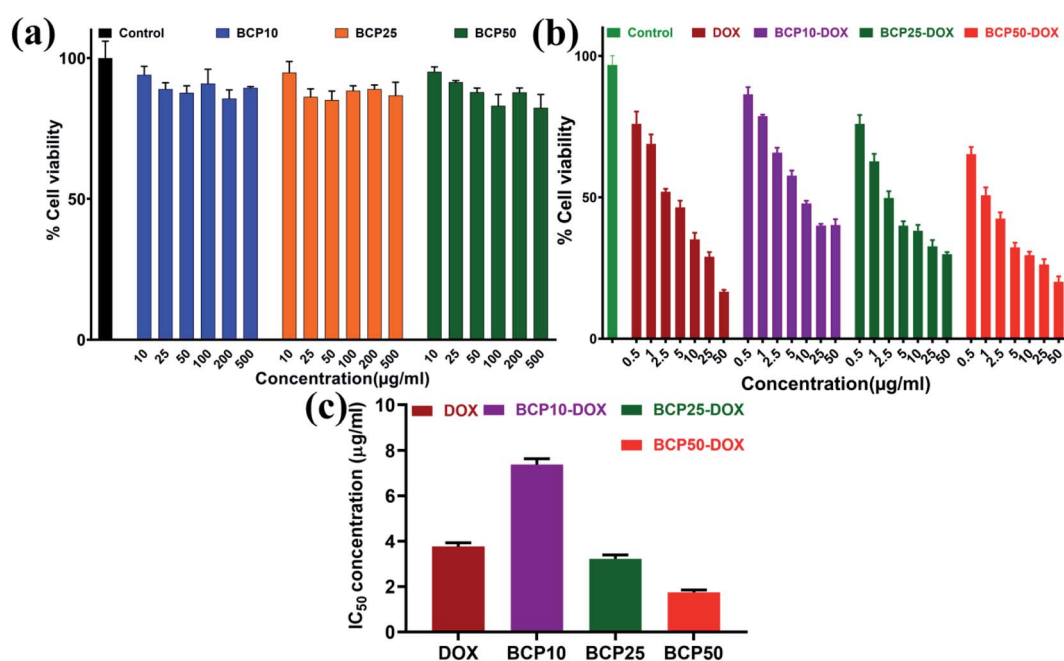 (a)
Control BCP10 BCP25 BCP50
% Cell viability
100
50
0
10 25 50 100 200 500 10 25 50 100 200 500 10 25 50 100 200 500
Concentration(µg/ml)
(b)
Control DOX BCP10-DOX BCP25-DOX BCP50-DOX
% Cell viability
100
50
0
0.5 1 2.5 5 10 25 50 0.5 1 2.5 5 10 25 50 0.5 1 2.5 5 10 25 50 0.5 1 2.5 5 10 25 50
Concentration(µg/ml)
(c)
DOX BCP10-DOX BCP25-DOX
BCP50-DOX
IC50 concentration (µg/ml)
10
8
6
4
2
0
DOX BCP10 BCP25 BCP50